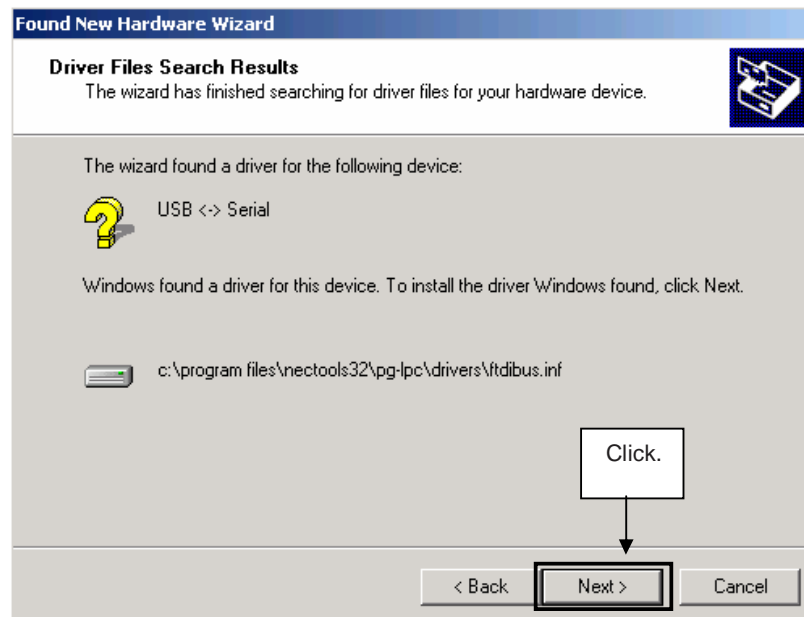 Found New Hardware Wizard
Driver Files Search Results
The wizard has finished searching for driver files for your hardware device.
The wizard found a driver for the following device:
USB <-> Serial
Windows found a driver for this device. To install the driver Windows found, click Next.
c:\program files\nectools32\pg-lpc\drivers\ftdibus.inf
Click.
< Back
Next >
Cancel